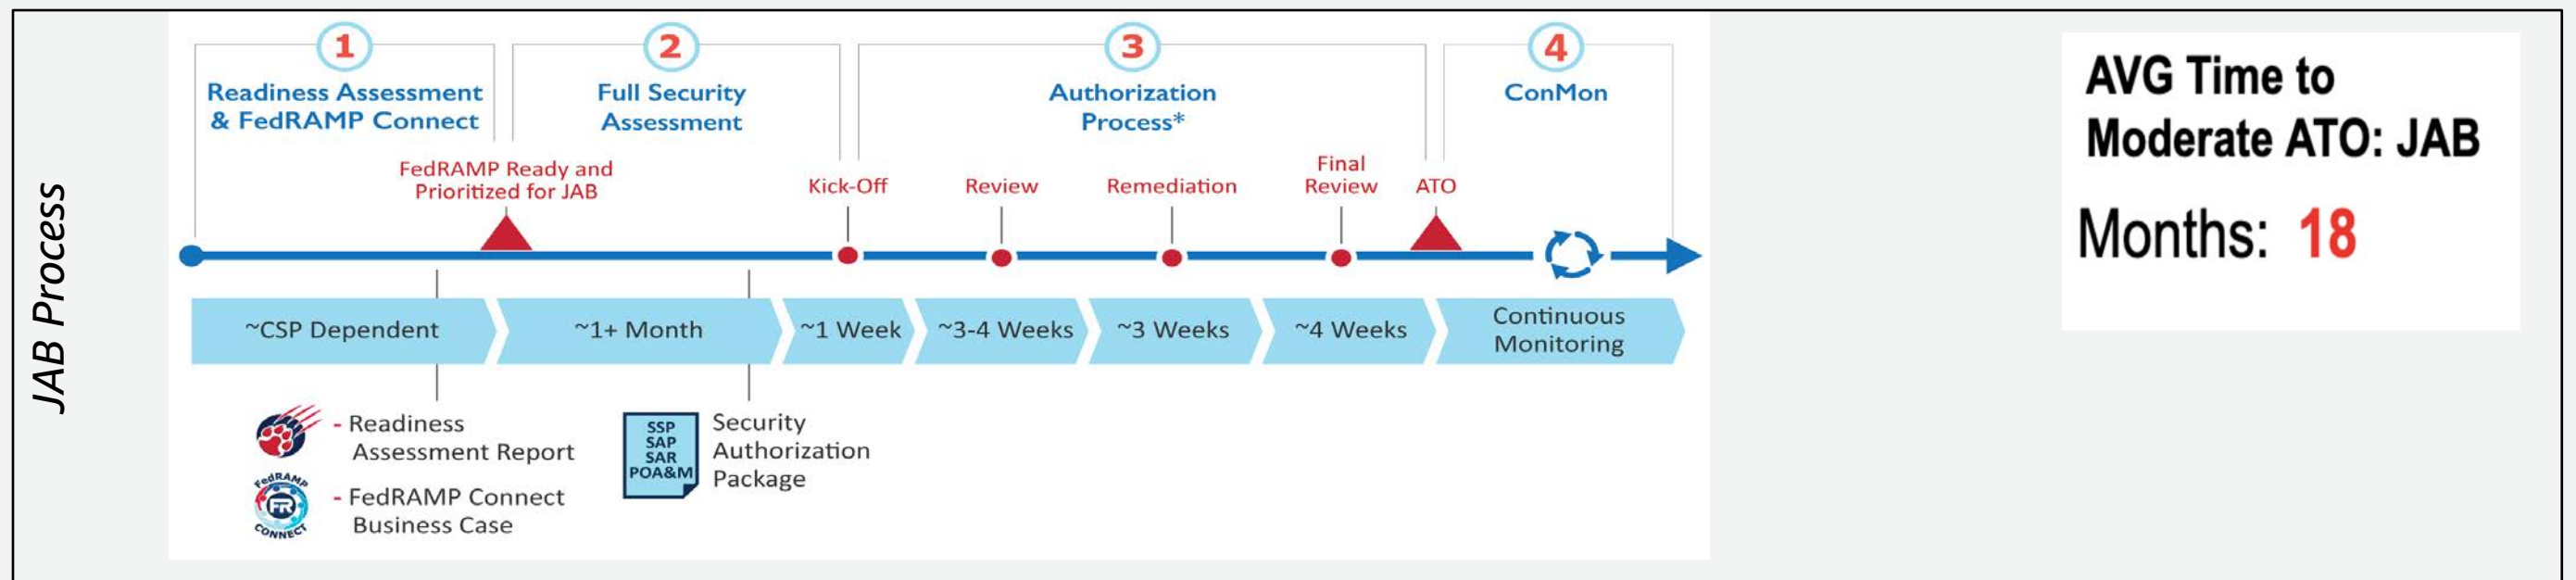 JAB Process
1
Readiness Assessment
& FedRAMP Connect
2
Full Security
Assessment
3
Authorization
Process*
4
ConMon
FedRAMP Ready and
Prioritized for JAB
Kick-Off
Review
Remediation
Final
Review
ATO
~CSP Dependent
~1+ Month
~1 Week
~3-4 Weeks
~3 Weeks
~4 Weeks
Continuous
Monitoring
- Readiness
Assessment Report
FedRAMP
FR
CONNECT
- FedRAMP Connect
Business Case
SSP
SAP
SAR
POA&M
Security
Authorization
Package
AVG Time to
Moderate ATO: JAB
Months: 18